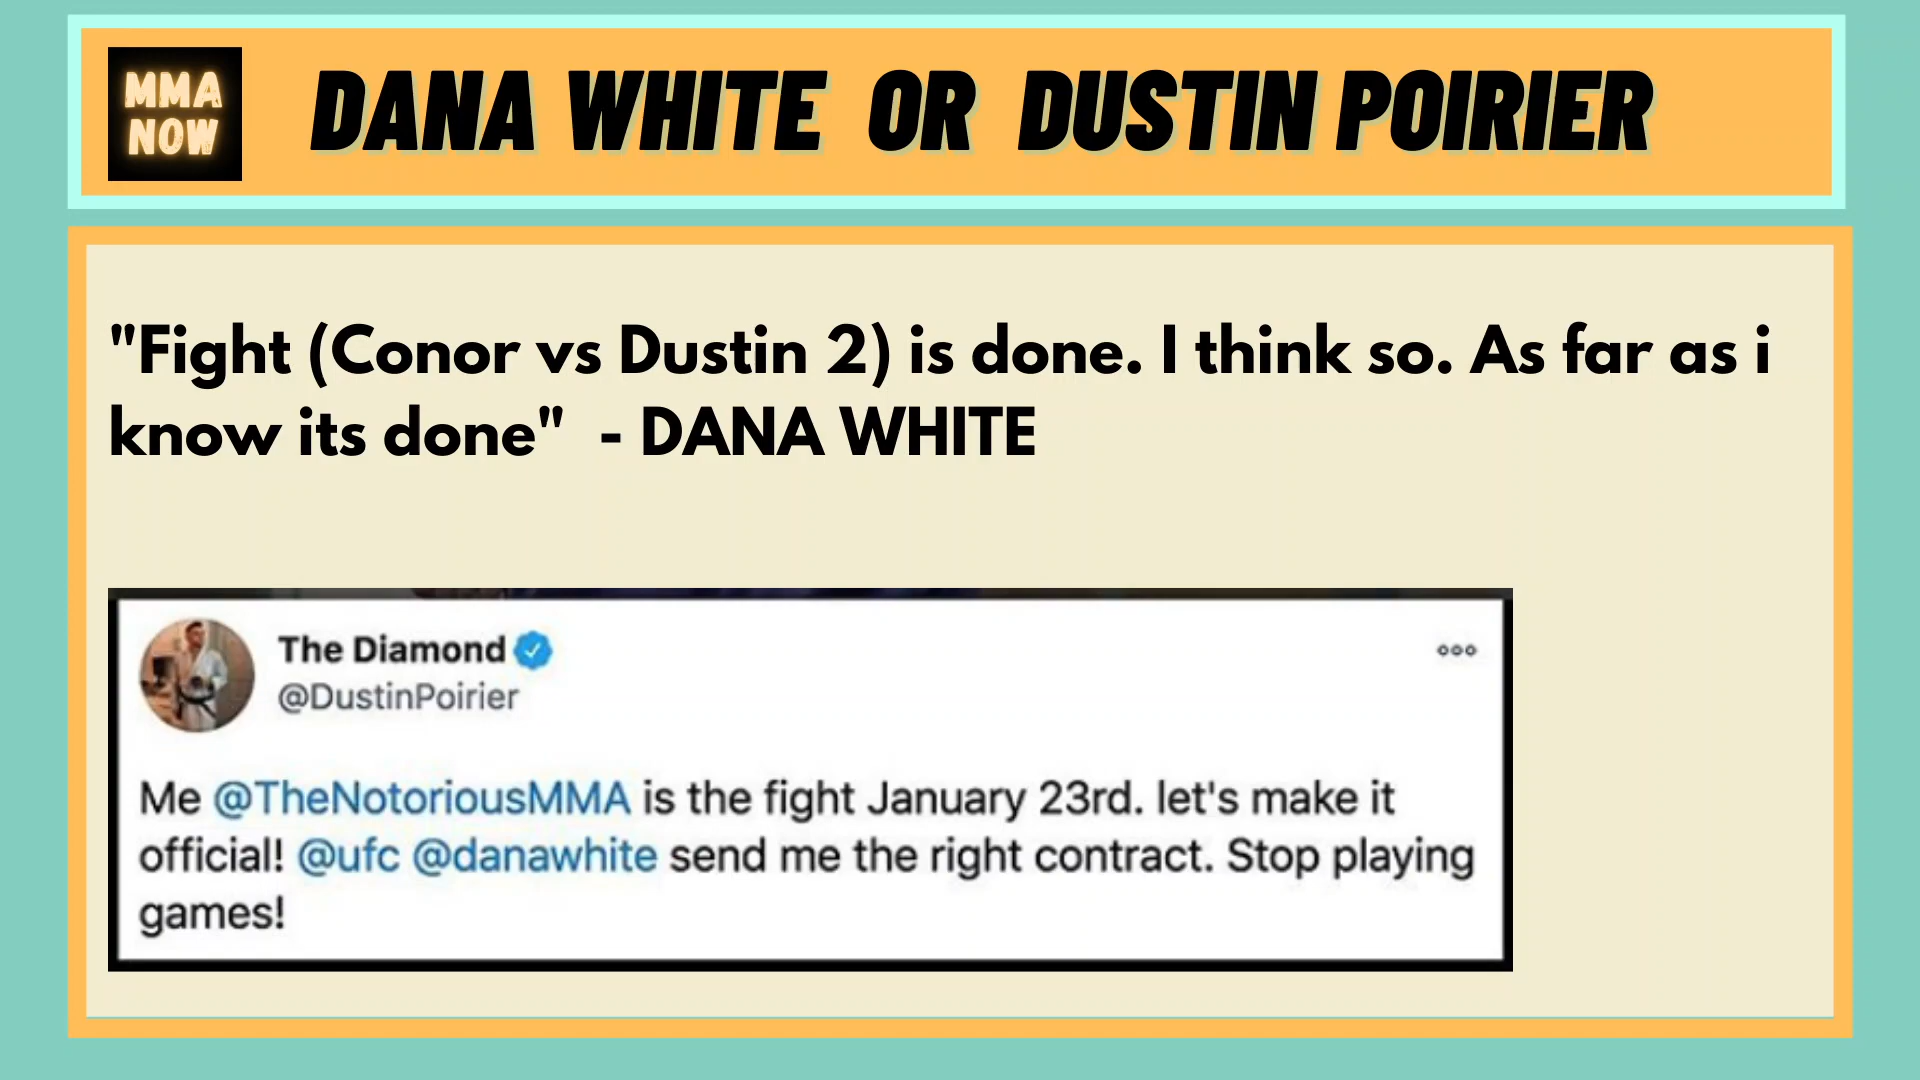 MMA
NOW
DANA WHITE OR DUSTIN POIRIER
"Fight (Conor vs Dustin 2) is done. I think so. As far as i
know its done" - DANA WHITE
The Diamond
@DustinPoirier
Me @TheNotoriousMMA is the fight January 23rd. let's make it
official! @ufc @danawhite send me the right contract. Stop playing
games!